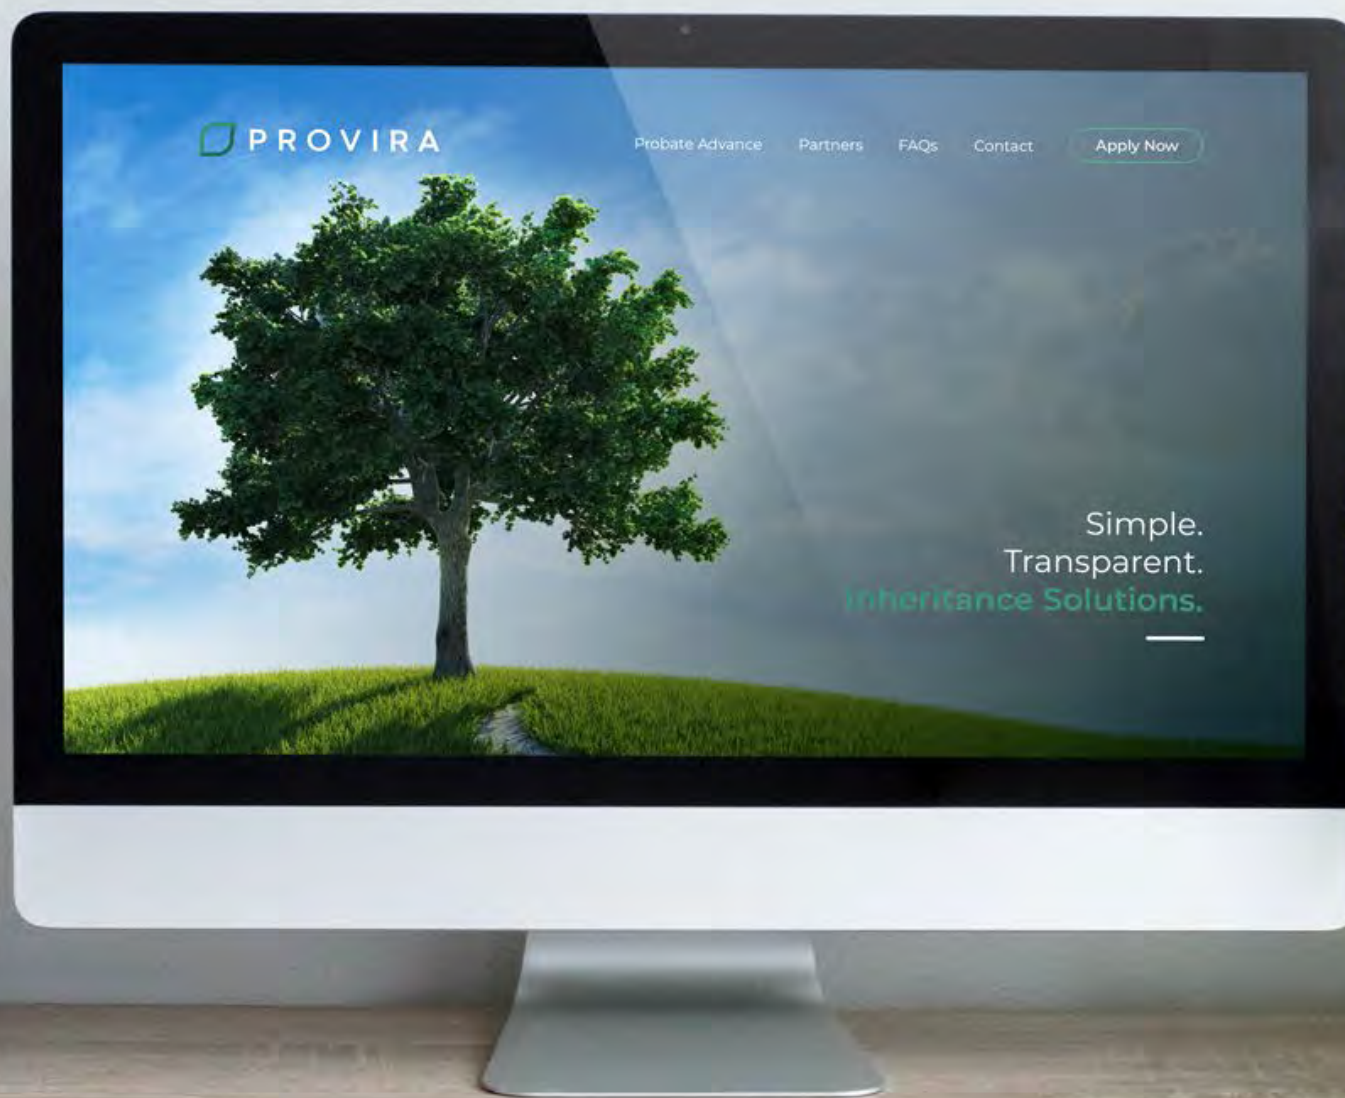 PROVIRA
Probate Advance Partners FAQs Contact Apply Now
Simple.
Transparent.
Inheritance Solutions.